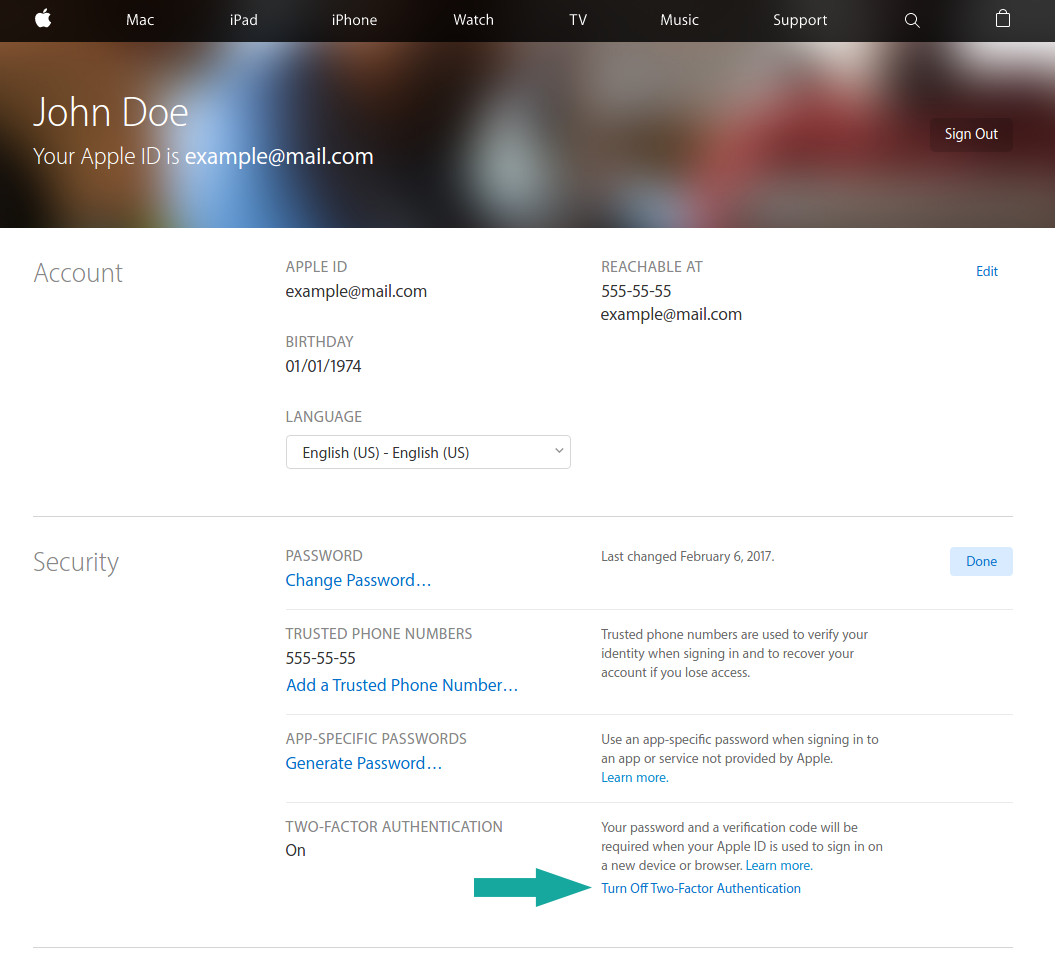 Mac iPad iPhone Watch TV Music Support
John Doe
Your Apple ID is example@mail.com
Sign Out
Account
APPLE ID
example@mail.com
REACHABLE AT
555-55-55
example@mail.com
Edit
BIRTHDAY
01/01/1974
LANGUAGE
English (US) - English (US)
Security
PASSWORD
Change Password…
Last changed February 6, 2017.
Done
TRUSTED PHONE NUMBERS
555-55-55
Add a Trusted Phone Number…
Trusted phone numbers are used to verify your
identity when signing in and to recover your
account if you lose access.
APP-SPECIFIC PASSWORDS
Generate Password…
Use an app-specific password when signing in to
an app or service not provided by Apple.
Learn more.
TWO-FACTOR AUTHENTICATION
On
Your password and a verification code will be
required when your Apple ID is used to sign in on
a new device or browser. Learn more.
Turn Off Two-Factor Authentication